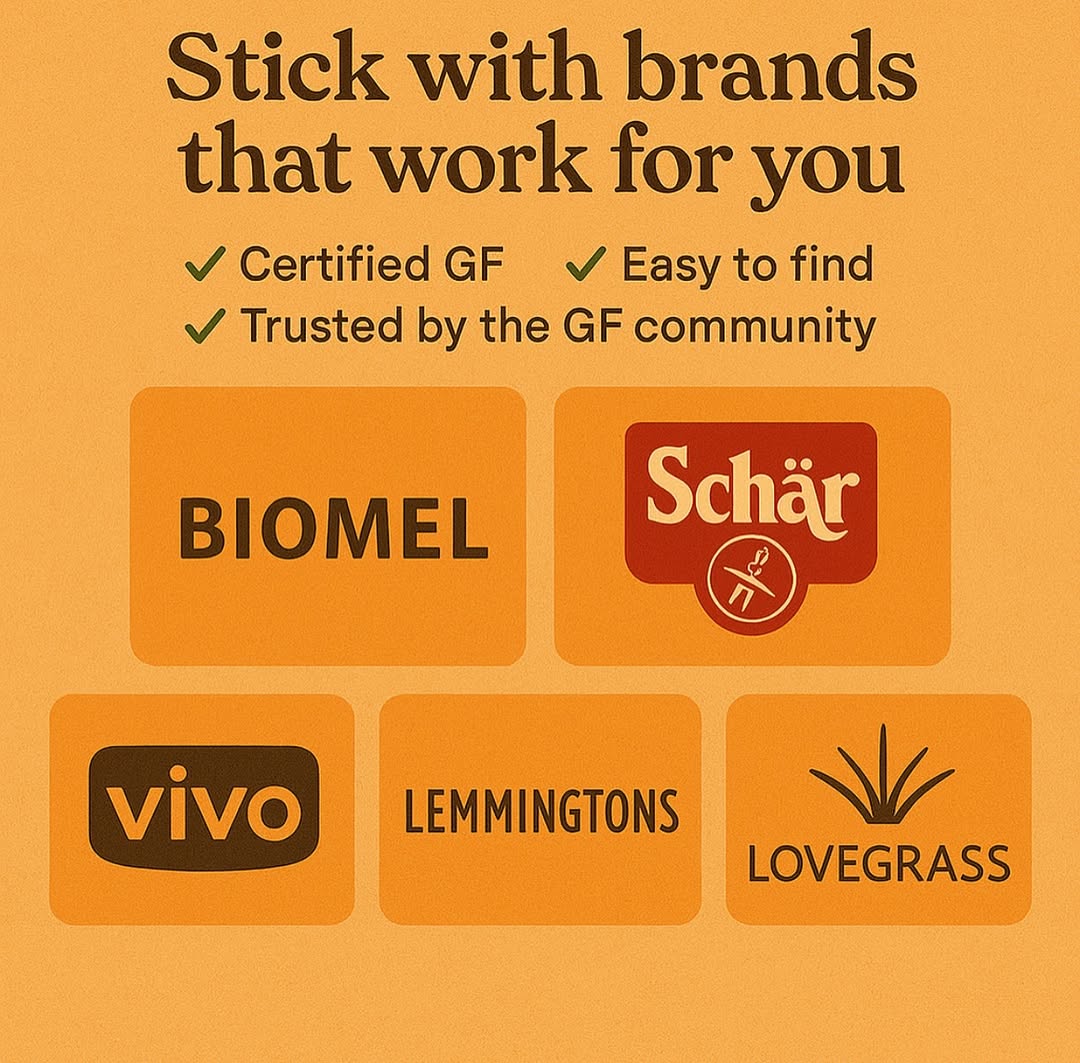 Stick with brands
that work for you
✓ Certified GF ✓ Easy to find
✓ Trusted by the GF community
BIOMEL
Schär
vivo
LEMMINGTONS
LOVEGRASS